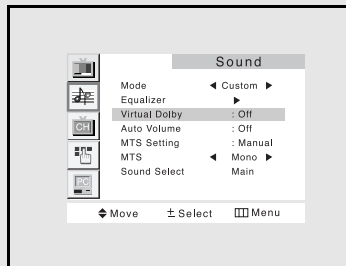 Sound
Mode ◀ Custom ▶
Equalizer ▶
Virtual Dolby : Off
Auto Volume : Off
MTS Setting : Manual
MTS ◀ Mono ▶
Sound Select Main
CH
Move ± Select Menu